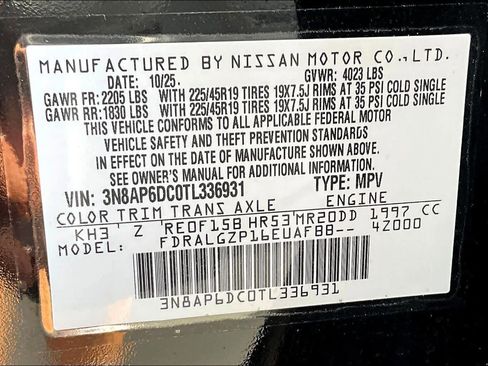 MANUFACTURED BY NISSAN MOTOR CO., LTD.
DATE: 10/25. GVWR: 4023 LBS
GAWR FR: 2205 LBS WITH 225/45R19 TIRES 19X7.5J RIMS AT 35 PSI COLD SINGLE
GAWR RR: 1830 LBS WITH 225/45R19 TIRES 19X7.5J RIMS AT 35 PSI COLD SINGLE
THIS VEHICLE CONFORMS TO ALL APPLICABLE FEDERAL MOTOR
VEHICLE SAFETY AND THEFT PREVENTION STANDARDS
IN EFFECT ON THE DATE OF MANUFACTURE SHOWN ABOVE.
SEE OWNER'S MANUAL FOR ADDITIONAL INFORMATION.
VIN: 3N8AP6DC0TL336931 TYPE: MPV
COLOR TRIM TRANS AXLE ENGINE
KH3 Z RE0F15B HR53 MR20DD 1997 CC
MODEL: FDRALGZP16EUAFBB-- 4Z000
3N8AP6DC0TL336931